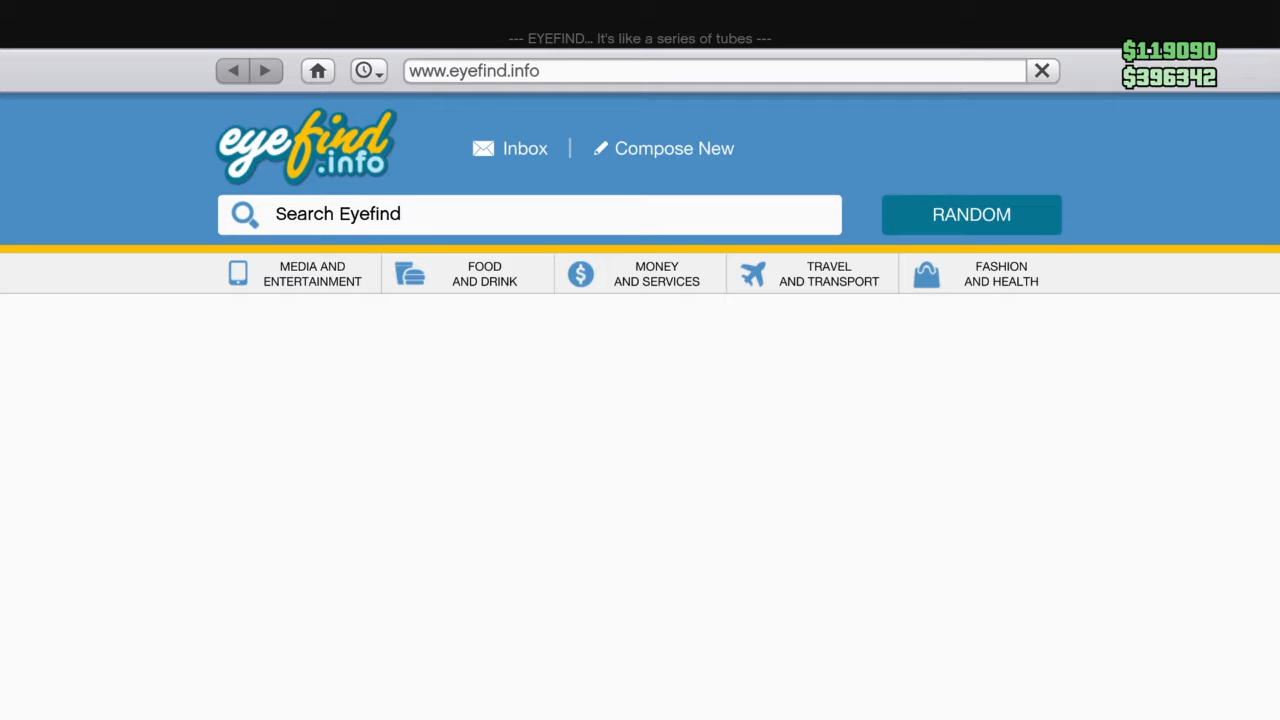 --- EYEFIND... It's like a series of tubes ---
$119090
$396342
www.eyefind.info
eyefind
.info
Inbox | Compose New
Search Eyefind
RANDOM
MEDIA AND
ENTERTAINMENT
FOOD
AND DRINK
MONEY
AND SERVICES
TRAVEL
AND TRANSPORT
FASHION
AND HEALTH